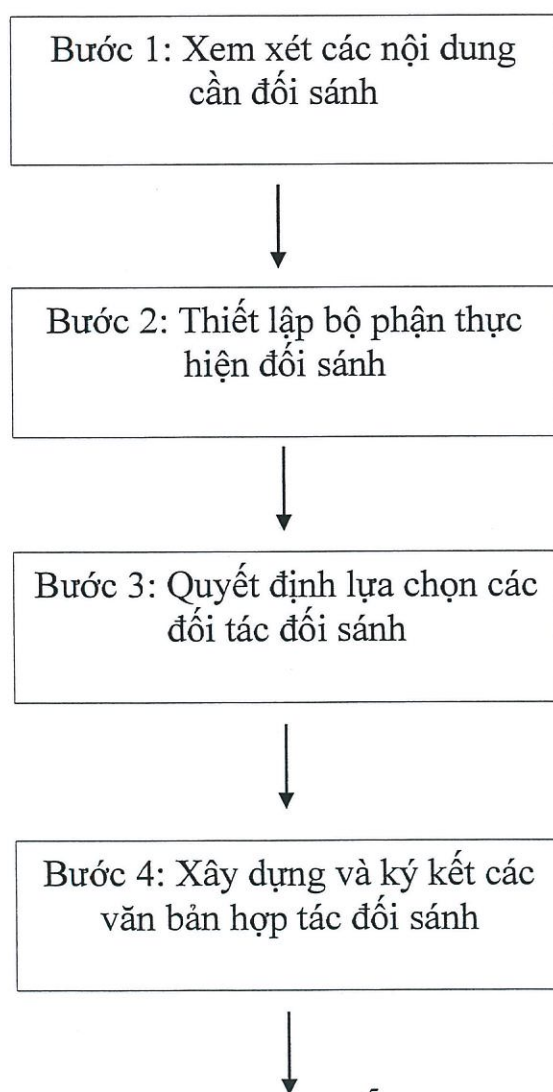 Bước 1: Xem xét các nội dung
cần đối sánh
Bước 2: Thiết lập bộ phận thực
hiện đối sánh
Bước 3: Quyết định lựa chọn các
đối tác đối sánh
Bước 4: Xây dựng và ký kết các
văn bản hợp tác đối sánh